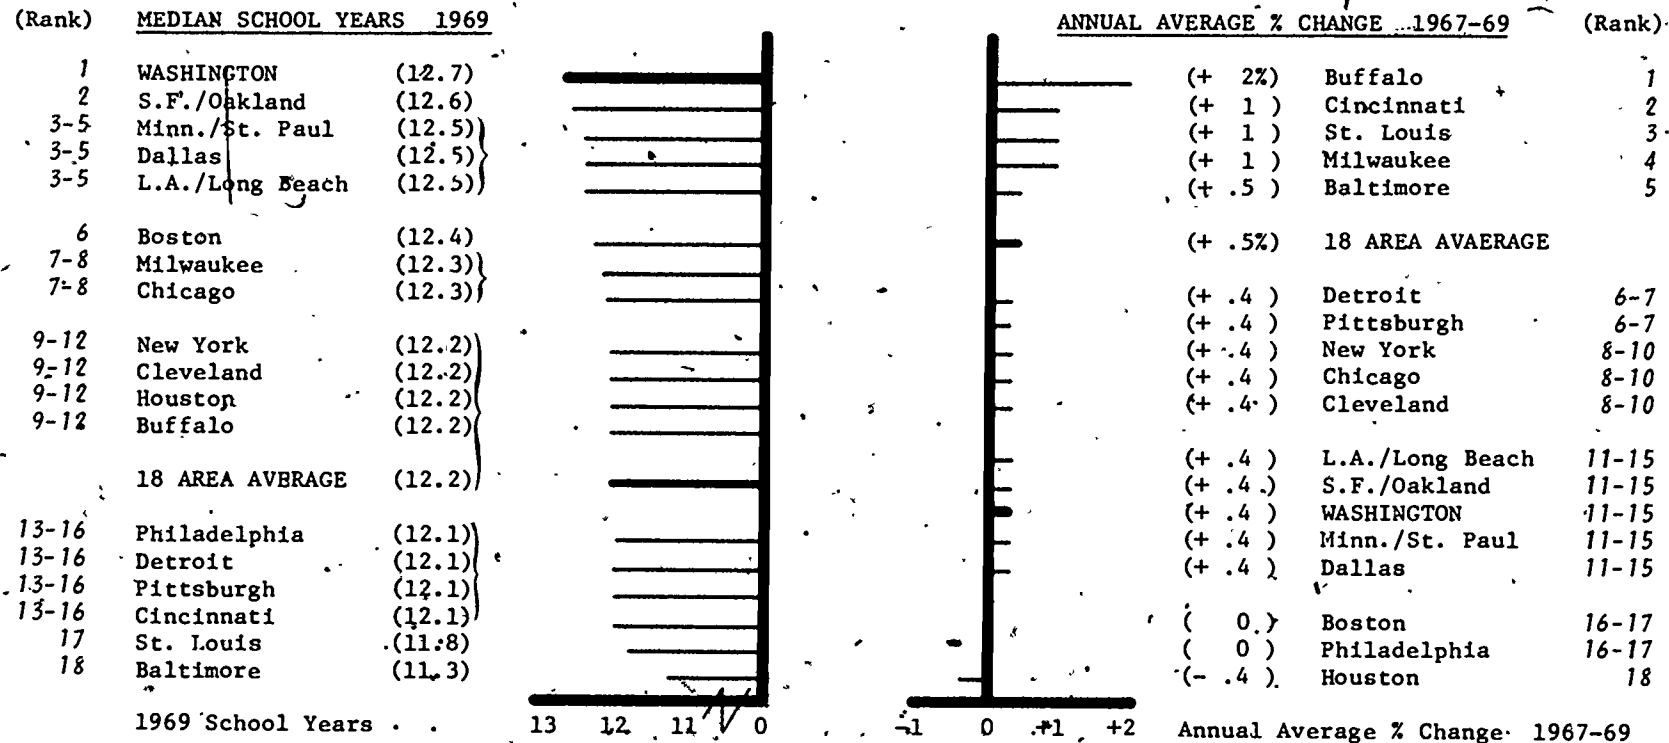 (Rank) MEDIAN SCHOOL YEARS 1969
1 WASHINGTON (12.7)
2 S.F./Oakland (12.6)
3-5 Minn./St. Paul (12.5)
3-5 Dallas (12.5)
3-5 L.A./Long Beach (12.5)
6 Boston (12.4)
7-8 Milwaukee (12.3)
7-8 Chicago (12.3)
9-12 New York (12.2)
9-12 Cleveland (12.2)
9-12 Houston (12.2)
9-12 Buffalo (12.2)
18 AREA AVERAGE (12.2)
13-16 Philadelphia (12.1)
13-16 Detroit (12.1)
13-16 Pittsburgh (12.1)
13-16 Cincinnati (12.1)
17 St. Louis (11.8)
18 Baltimore (11.3)
1969 School Years . . 13 12 11 0
ANNUAL AVERAGE % CHANGE 1967-69 (Rank)
(+ 2%) Buffalo 1
(+ 1 ) Cincinnati 2
(+ 1 ) St. Louis 3
(+ 1 ) Milwaukee 4
(+ .5 ) Baltimore 5
(+ .5%) 18 AREA AVAERAGE
(+ .4 ) Detroit 6-7
(+ .4 ) Pittsburgh 6-7
(+ .4 ) New York 8-10
(+ .4 ) Chicago 8-10
(+ .4 ) Cleveland 8-10
(+ .4 ) L.A./Long Beach 11-15
(+ .4 ) S.F./Oakland 11-15
(+ .4 ) WASHINGTON 11-15
(+ .4 ) Minn./St. Paul 11-15
(+ .4 ) Dallas 11-15
( 0 ) Boston 16-17
( 0 ) Philadelphia 16-17
(- .4 ) Houston 18
-1 0 +1 +2 Annual Average % Change 1967-69